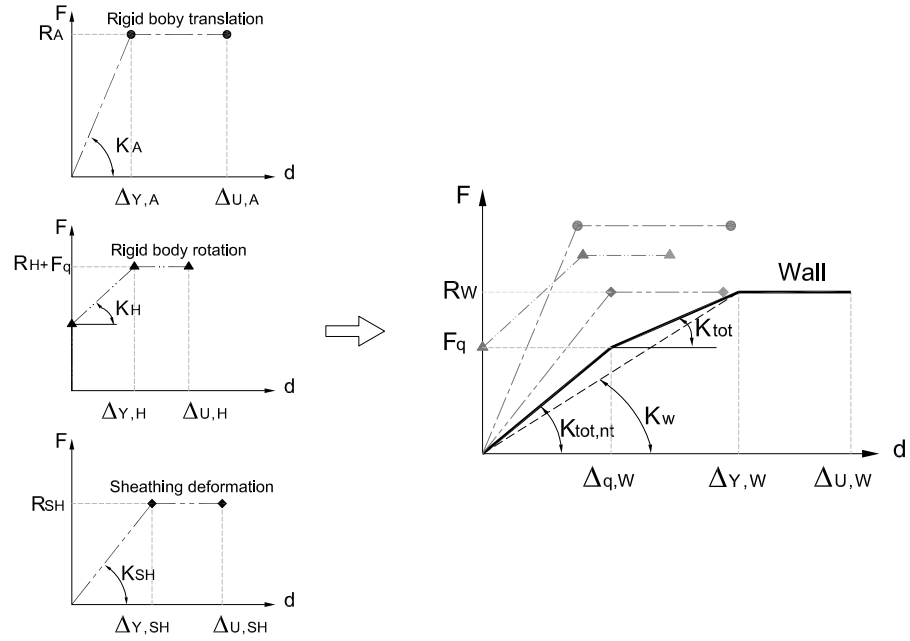 F
Rigid boby translation
RA
KA
d
ΔY,A
ΔU,A
F
Rigid body rotation
RH+Fq
KH
d
ΔY,H
ΔU,H
F
Sheathing deformation
RSH
KSH
d
ΔY,SH
ΔU,SH
F
Wall
RW
Ktot
Fq
Kw
Ktot,nt
d
Δq,W
ΔY,W
ΔU,W